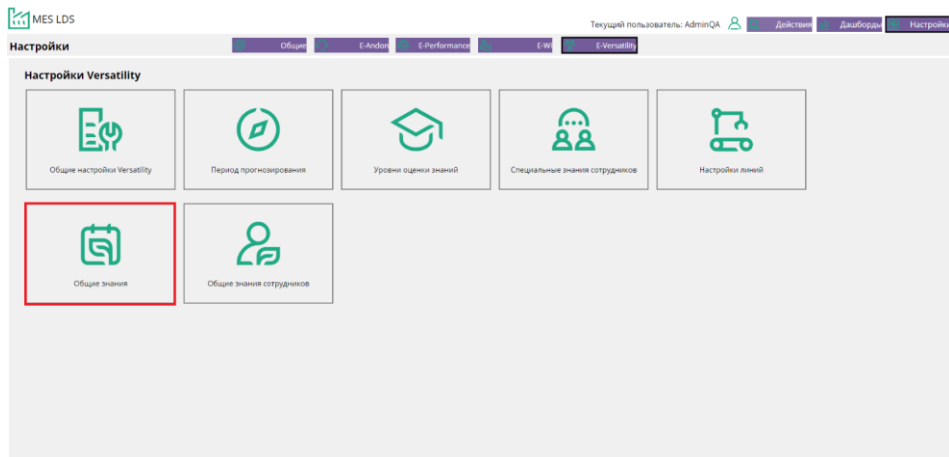 MES LDS
Текущий пользователь: AdminQA
Действия
Дашборды
Настройки
Настройки
Общие
E-Andon
E-Performance
E-WI
E-Versatility
Настройки Versatility
Общие настройки Versatility
Период прогнозирования
Уровни оценки знаний
Специальные знания сотрудников
Настройки линий
Общие знания
Общие знания сотрудников